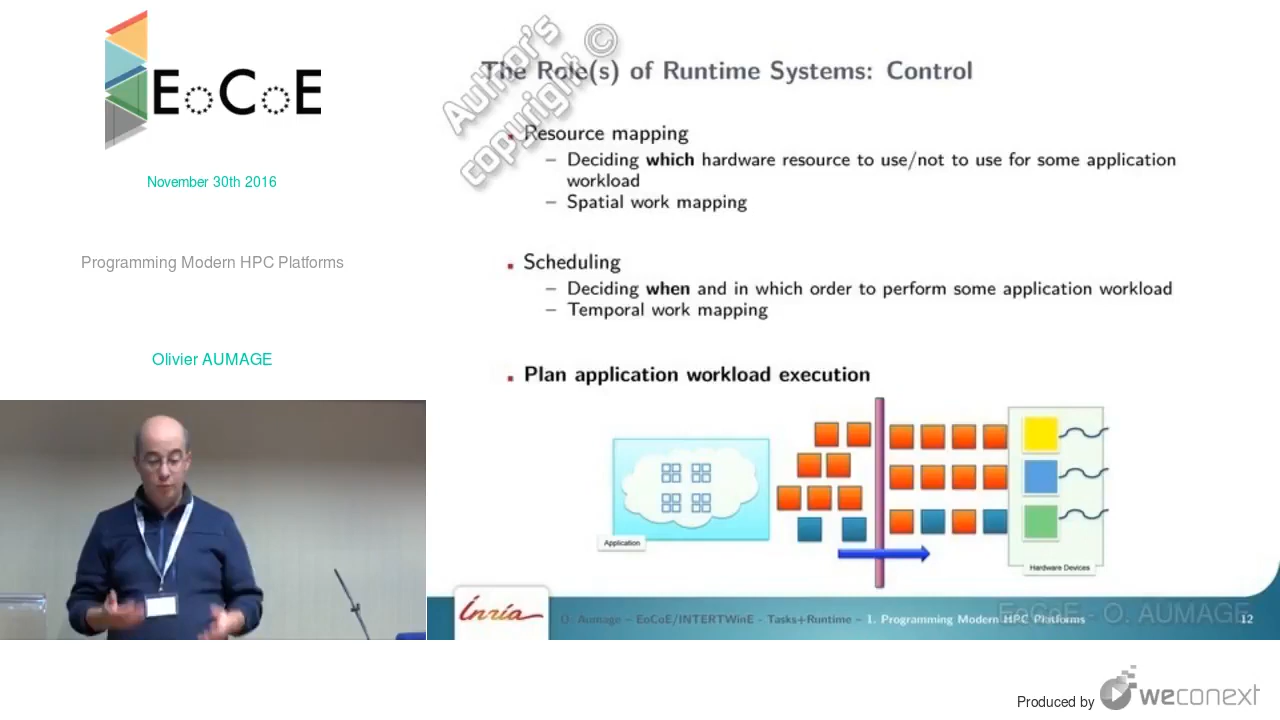 EoCoE
November 30th 2016
Programming Modern HPC Platforms
Olivier AUMAGE
Author's
copyright ©
The Role(s) of Runtime Systems: Control
Resource mapping
– Deciding which hardware resource to use/not to use for some application
workload
– Spatial work mapping
Scheduling
– Deciding when and in which order to perform some application workload
– Temporal work mapping
Plan application workload execution
Application
Hardware Devices
Inria
O. Aumage – EoCoE/INTERTWinE - Tasks+Runtime – 1. Programming Modern HPC Platforms
EoCoE - O. AUMAGE
12
Produced by weconext